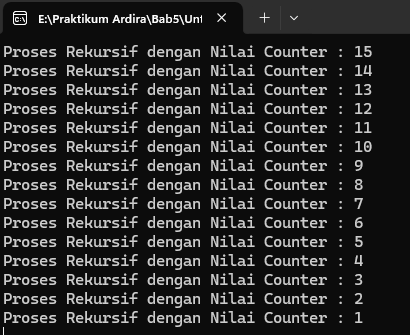 E:\Praktikum Ardira\Bab5\Unt
Proses Rekursif dengan Nilai Counter : 15
Proses Rekursif dengan Nilai Counter : 14
Proses Rekursif dengan Nilai Counter : 13
Proses Rekursif dengan Nilai Counter : 12
Proses Rekursif dengan Nilai Counter : 11
Proses Rekursif dengan Nilai Counter : 10
Proses Rekursif dengan Nilai Counter : 9
Proses Rekursif dengan Nilai Counter : 8
Proses Rekursif dengan Nilai Counter : 7
Proses Rekursif dengan Nilai Counter : 6
Proses Rekursif dengan Nilai Counter : 5
Proses Rekursif dengan Nilai Counter : 4
Proses Rekursif dengan Nilai Counter : 3
Proses Rekursif dengan Nilai Counter : 2
Proses Rekursif dengan Nilai Counter : 1